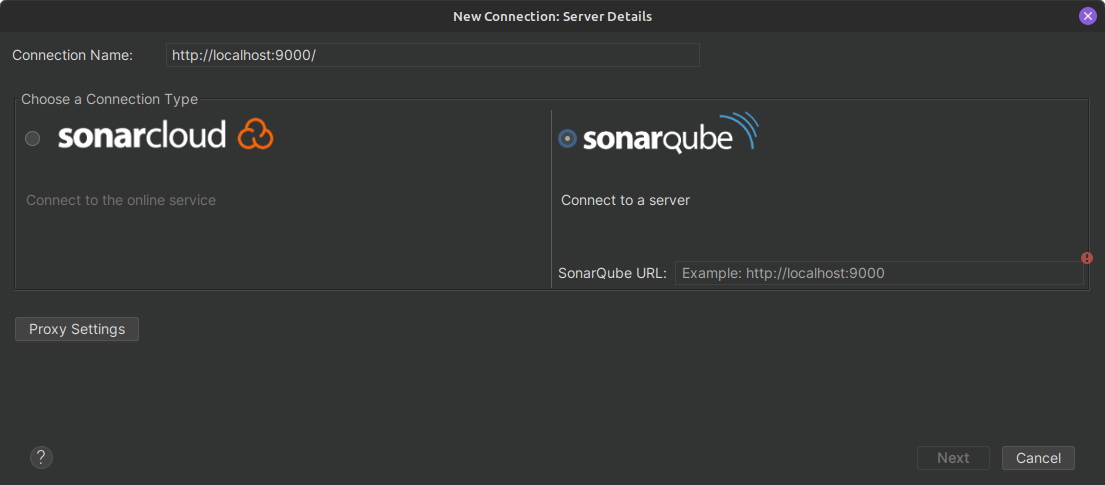 New Connection: Server Details
Connection Name: http://localhost:9000/
Choose a Connection Type
sonarcloud
sonarqube
Connect to the online service
Connect to a server
SonarQube URL: Example: http://localhost:9000
Proxy Settings
? Next Cancel